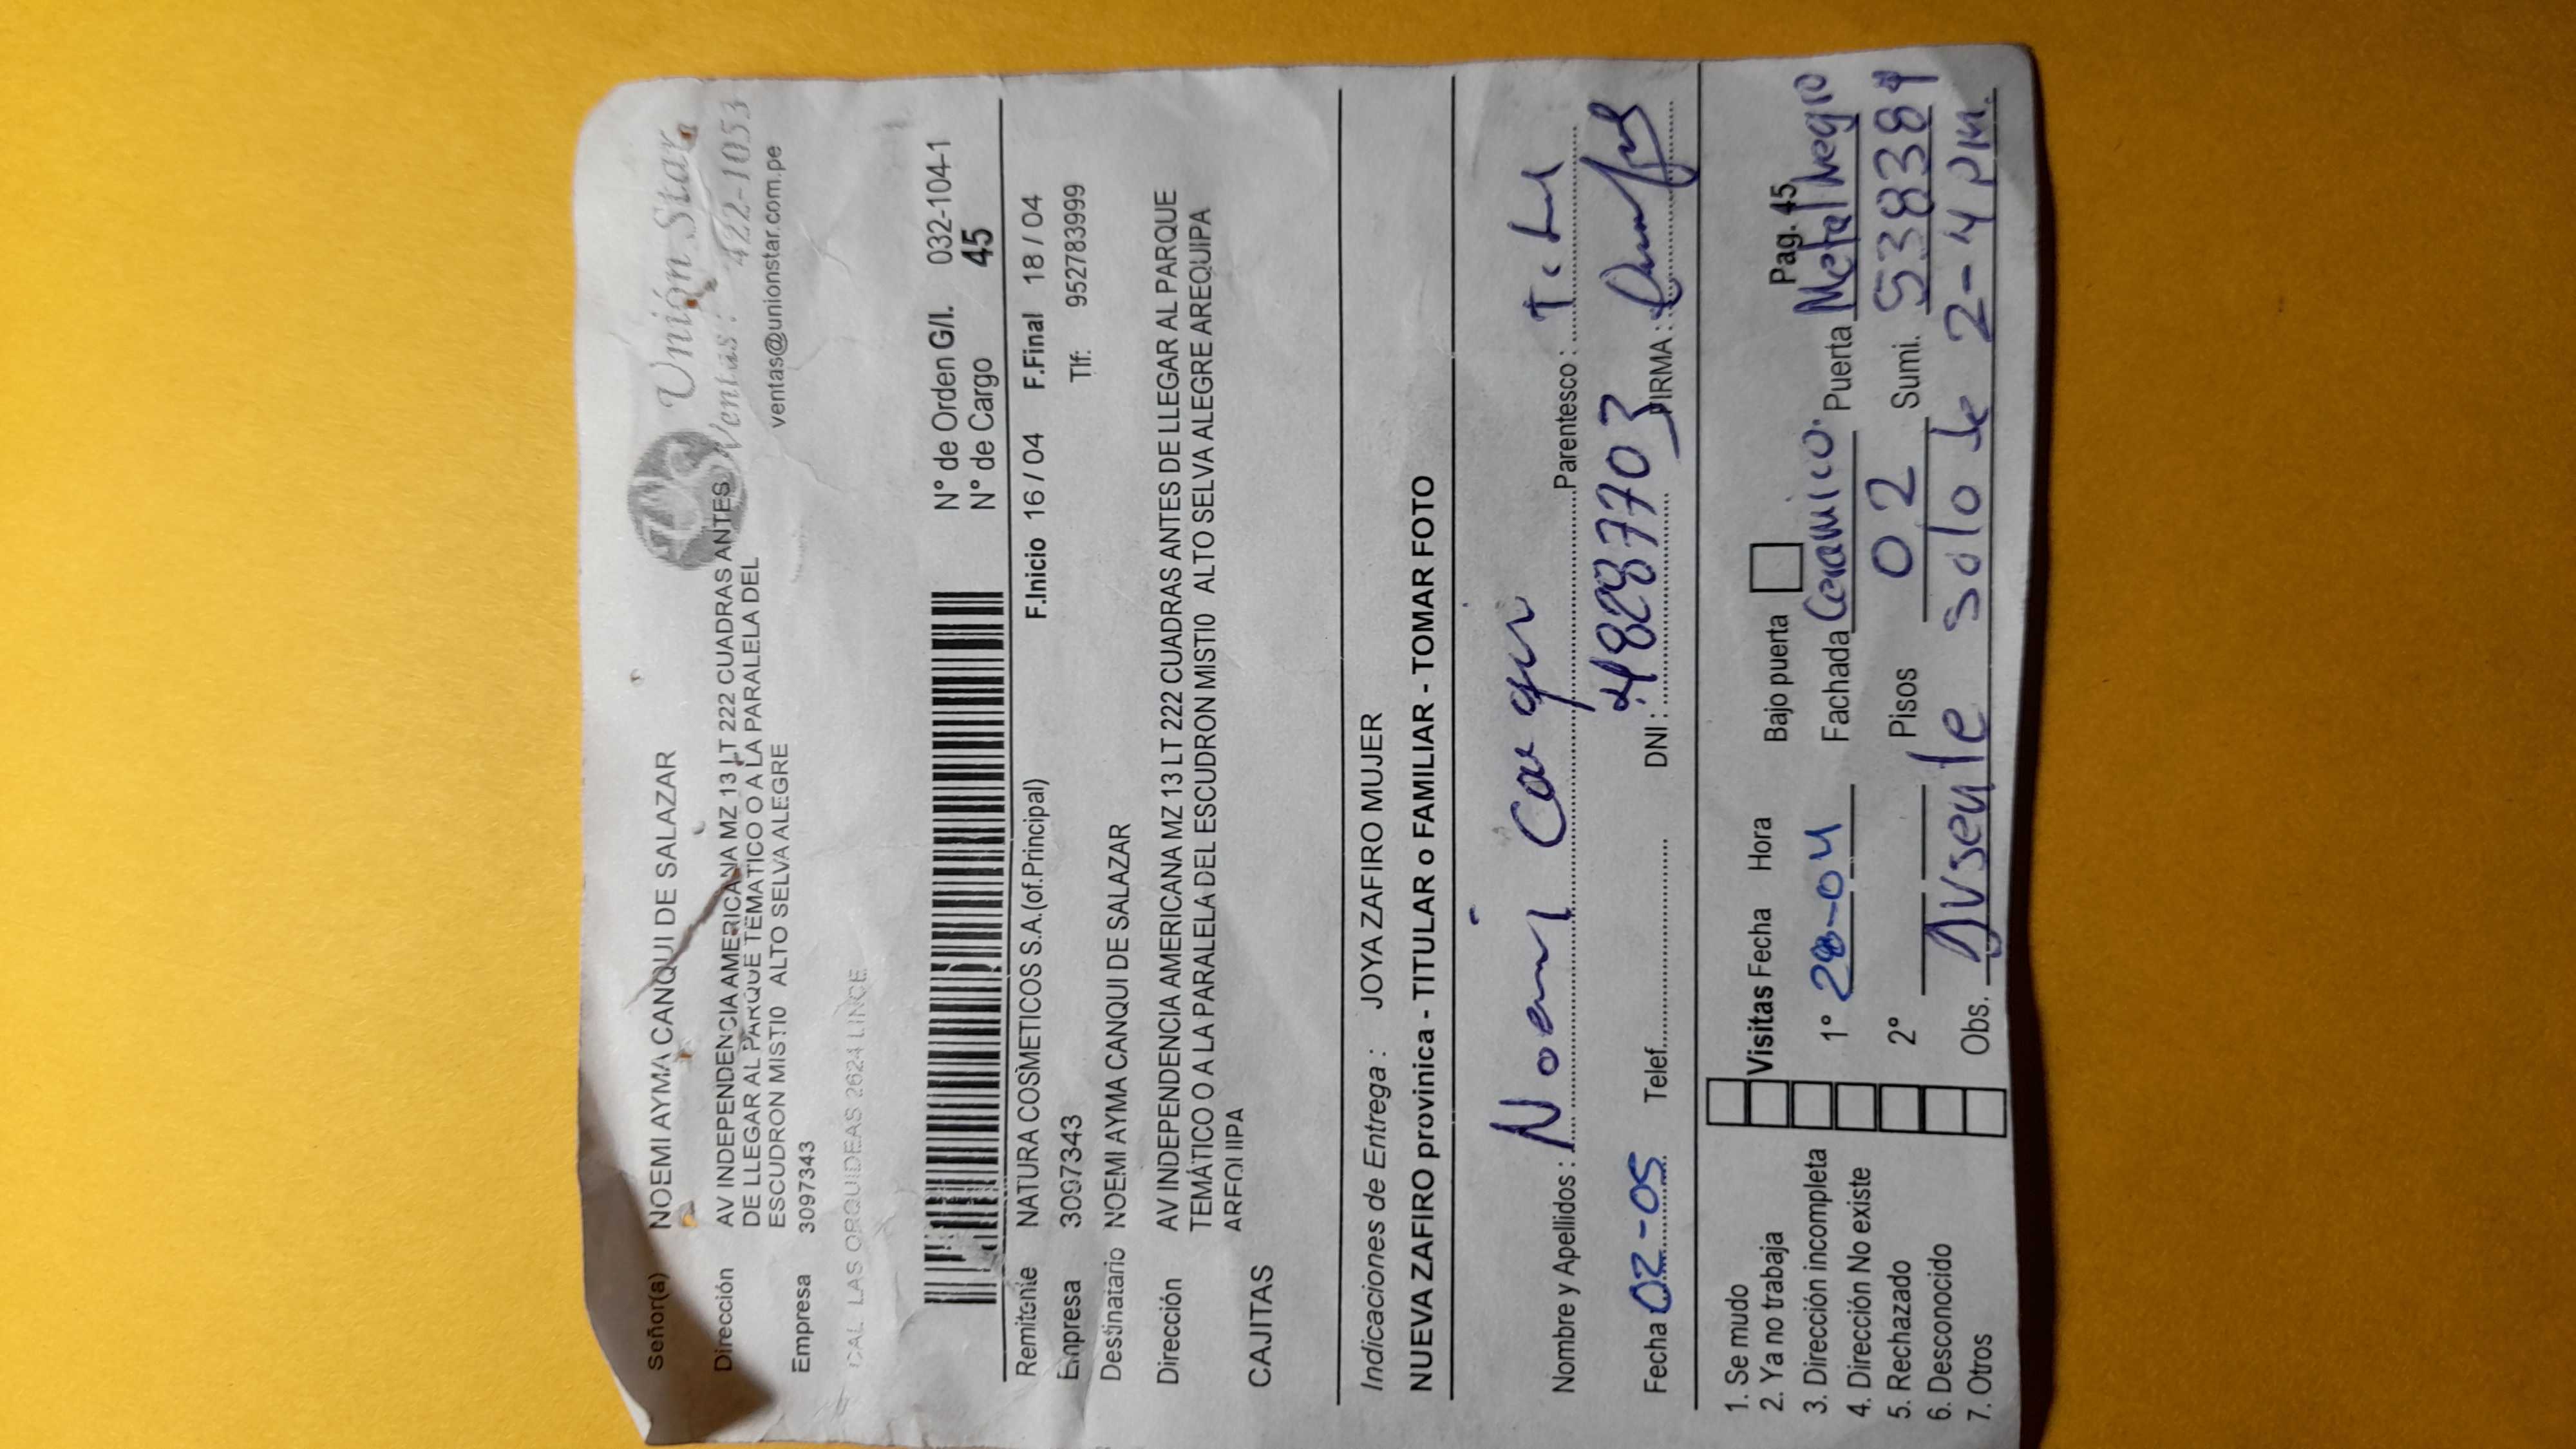 Señor(a) NOEMI AYMA CANQUI DE SALAZAR
Unión Star
Ventas: 422-1053
ventas@unionstar.com.pe
Dirección AV INDEPENDENCIA AMERICANA MZ 13 LT 222 CUADRAS ANTES
DE LLEGAR AL PARQUE TEMATICO O A LA PARALELA DEL
ESCUDRON MISTI0 ALTO SELVA ALEGRE
Empresa 3097343
CAL LAS ORQUIDEAS 2624 LINCE
N° de Orden G/I. 032-104-1
N° de Cargo 45
Remitente NATURA COSMETICOS S.A.(of.Principal) F.Inicio 16 / 04 F.Final 18 / 04
Empresa 3097343 Tlf: 952783999
Destinatario NOEMI AYMA CANQUI DE SALAZAR
Dirección AV INDEPENDENCIA AMERICANA MZ 13 LT 222 CUADRAS ANTES DE LLEGAR AL PARQUE
TEMÁTICO O A LA PARALELA DEL ESCUDRON MISTI0 ALTO SELVA ALEGRE AREQUIPA
AREQUIPA
CAJITAS
Indicaciones de Entrega : JOYA ZAFIRO MUJER
NUEVA ZAFIRO provinica - TITULAR o FAMILIAR - TOMAR FOTO
Nombre y Apellidos : Noemi Parentesco :
Fecha 02-05 Telef. DNI : 48287703 FIRMA :
1. Se mudo
2. Ya no trabaja
3. Dirección incompleta
4. Dirección No existe
5. Rechazado
6. Desconocido
7. Otros
Visitas Fecha Hora Bajo puerta Pag. 45
1° 28-04 Fachada Ceramico. Puerta Metal Negro
2° Pisos 02 Sumi. 538389
Obs. Ausente solo de 2-4 PM.